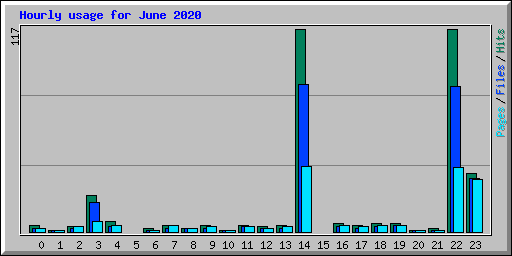 Hourly usage for June 2020
117
Pages/Files/Hits
0 1 2 3 4 5 6 7 8 9 10 11 12 13 14 15 16 17 18 19 20 21 22 23